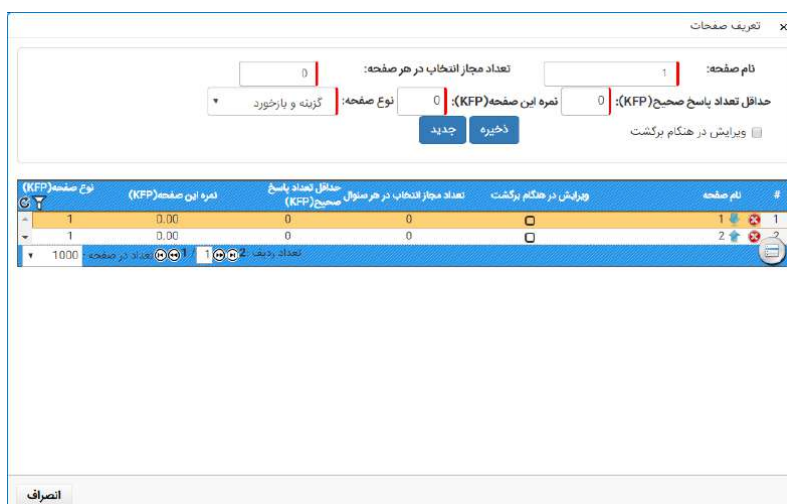 × تعریف صفحات
نام صفحه: 1 تعداد مجاز انتخاب در هر صفحه: 0
حداقل تعداد پاسخ صحیح(KFP): 0 نمره این صفحه(KFP): 0 نوع صفحه: گزینه و بازخورد
ویرایش در هنگام برگشت ذخیره جدید
# نام صفحه ویرایش در هنگام برگشت تعداد مجاز انتخاب در هر سئوال حداقل تعداد پاسخ صحیح(KFP) نمره این صفحه(KFP) نوع صفحه(KFP)
1 1 0 0 0.00 1
2 2 0 0 0.00 1
تعداد ردیف :2 1 / 1 تعداد در صفحه : 1000
انصراف